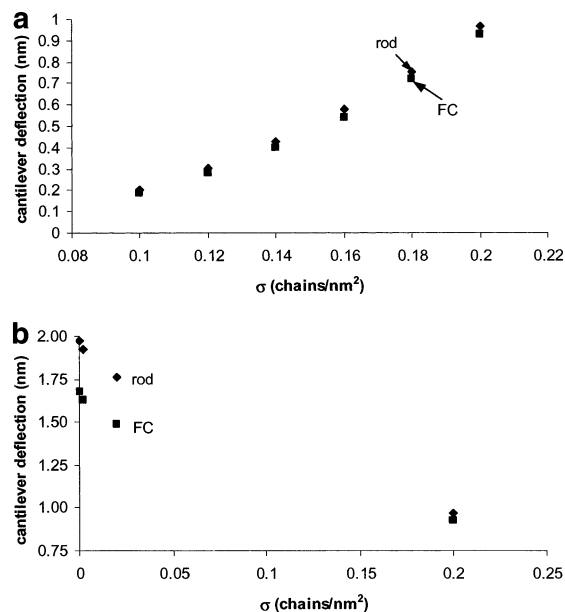 a
cantilever deflection (nm)
1
0.9
0.8
0.7
0.6
0.5
0.4
0.3
0.2
0.1
0
rod
FC
0.08 0.1 0.12 0.14 0.16 0.18 0.2 0.22
σ (chains/nm²)
b
cantilever deflection (nm)
2.00
1.75
1.50
1.25
1.00
0.75
rod
FC
0 0.05 0.1 0.15 0.2 0.25
σ (chains/nm²)